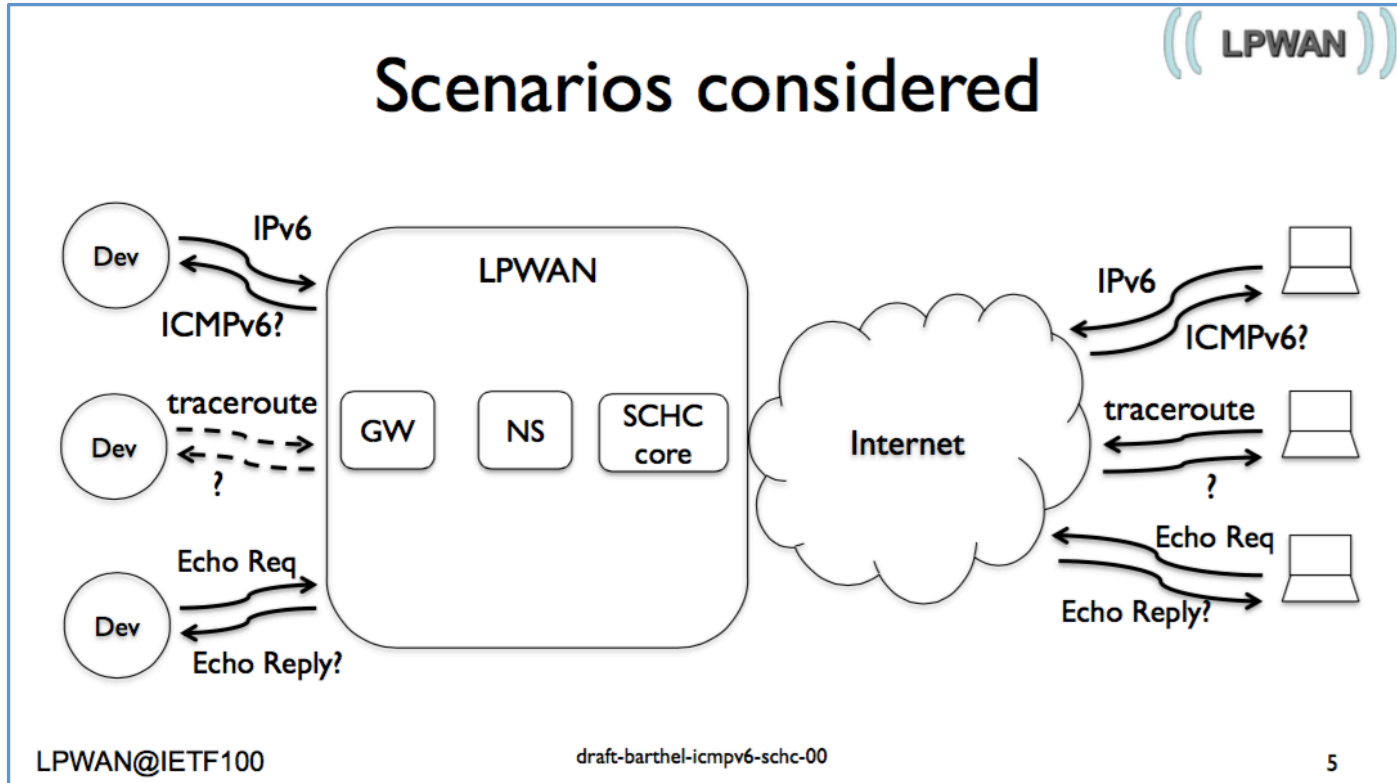 LPWAN
Scenarios considered
Dev
IPv6
ICMPv6?
Dev
traceroute
?
Dev
Echo Req
Echo Reply?
LPWAN
GW
NS
SCHC
core
Internet
IPv6
ICMPv6?
traceroute
?
Echo Req
Echo Reply?
LPWAN@IETF100
draft-barthel-icmpv6-schc-00
5